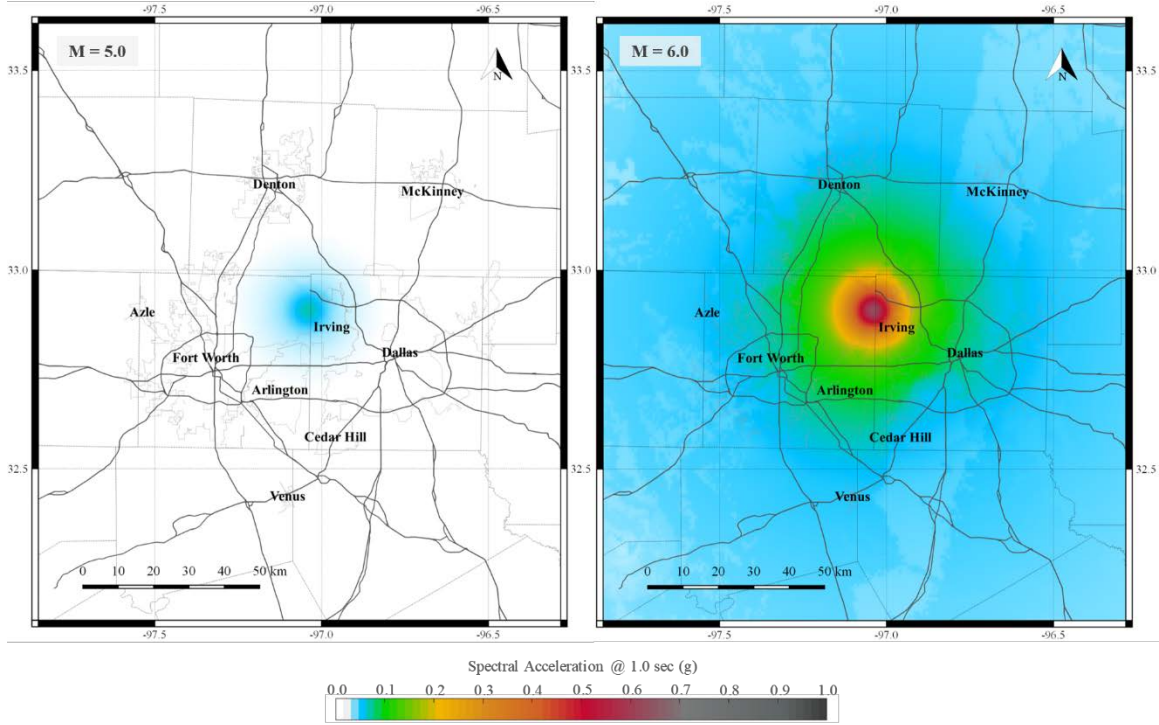 -97.5 -97.0 -96.5 -97.5 -97.0 -96.5
M = 5.0 M = 6.0
N N
33.5 33.5 33.5
Denton Denton
McKinney McKinney
33.0 33.0 33.0
Azle Azle
Irving Irving
Fort Worth Dallas Fort Worth Dallas
Arlington Arlington
Cedar Hill Cedar Hill
32.5 32.5 32.5
Venus Venus
0 10 20 30 40 50 km 0 10 20 30 40 50 km
-97.5 -97.0 -96.5 -97.5 -97.0 -96.5
Spectral Acceleration @ 1.0 sec (g)
0.0 0.1 0.2 0.3 0.4 0.5 0.6 0.7 0.8 0.9 1.0